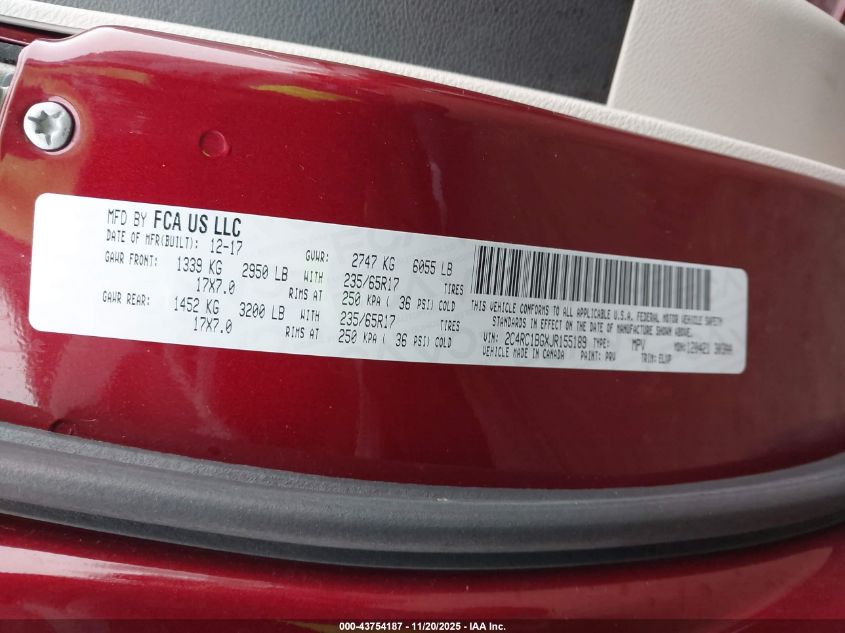 MFD BY FCA US LLC
DATE OF MFR(BUILT): 12-17 GVWR: 2747 KG 6055 LB
GAWR FRONT: 1339 KG 2950 LB WITH 235/65R17 TIRES
17X7.0 RIMS AT 250 KPA ( 36 PSI) COLD
GAWR REAR: 1452 KG 3200 LB WITH 235/65R17 TIRES
17X7.0 RIMS AT 250 KPA ( 36 PSI) COLD
THIS VEHICLE CONFORMS TO ALL APPLICABLE U.S.A. FEDERAL MOTOR VEHICLE SAFETY
STANDARDS IN EFFECT ON THE DATE OF MANUFACTURE SHOWN ABOVE.
VIN: 2C4RC1BGXJR155189 TYPE: MPV MDH:
VEHICLE MADE IN CANADA PAINT: PRV TRIM:
000-43754187 — 11/20/2025 — IAA Inc.